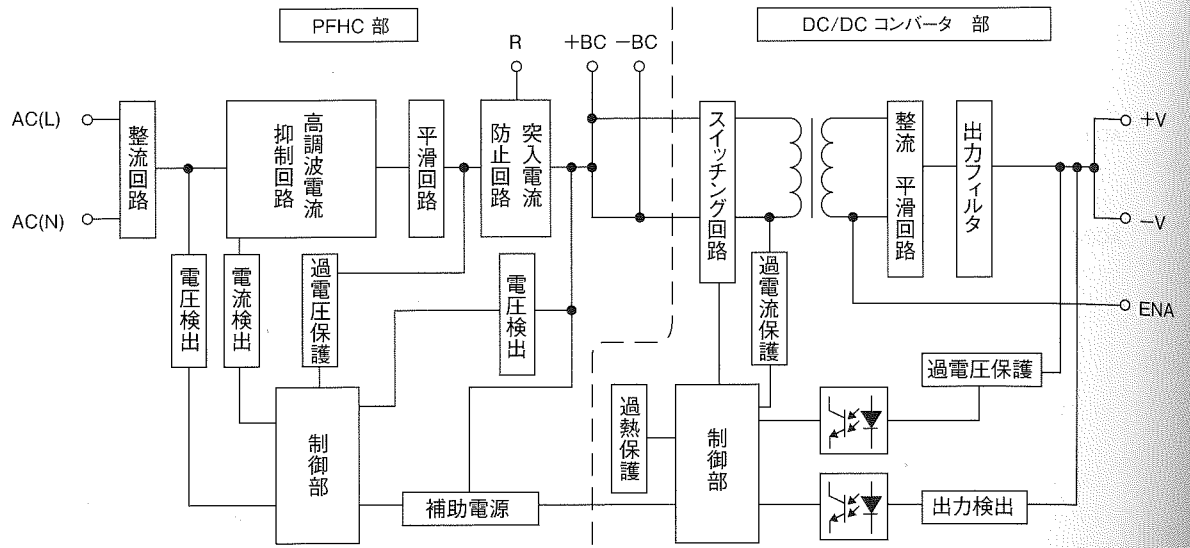 PFHC 部
DC/DC コンバータ 部
R
+BC
−BC
AC(L)
AC(N)
整流回路
高調波電流
抑制回路
平滑回路
突入電流
防止回路
スイッチング回路
整流 平滑回路
出力フィルタ
+V
−V
ENA
電圧検出
電流検出
過電圧保護
電圧検出
過電流保護
過電圧保護
制御部
補助電源
過熱保護
制御部
出力検出